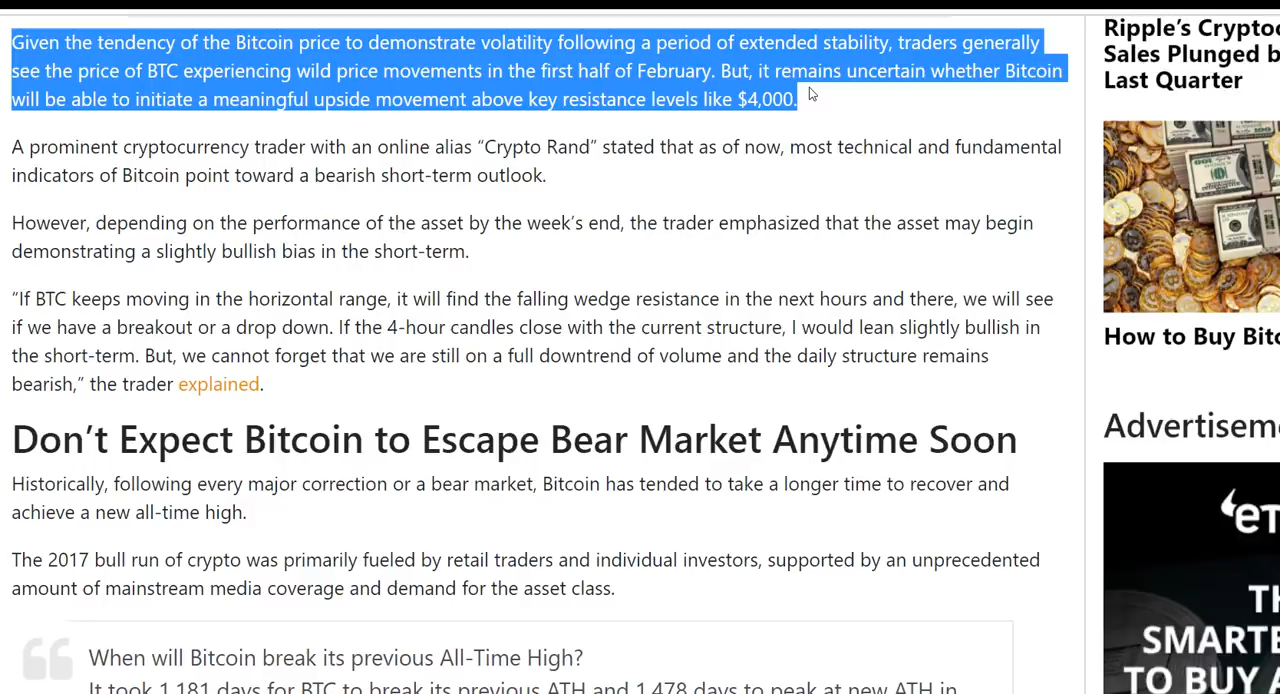 Given the tendency of the Bitcoin price to demonstrate volatility following a period of extended stability, traders generally
see the price of BTC experiencing wild price movements in the first half of February. But, it remains uncertain whether Bitcoin
will be able to initiate a meaningful upside movement above key resistance levels like $4,000.
A prominent cryptocurrency trader with an online alias “Crypto Rand” stated that as of now, most technical and fundamental
indicators of Bitcoin point toward a bearish short-term outlook.
However, depending on the performance of the asset by the week’s end, the trader emphasized that the asset may begin
demonstrating a slightly bullish bias in the short-term.
“If BTC keeps moving in the horizontal range, it will find the falling wedge resistance in the next hours and there, we will see
if we have a breakout or a drop down. If the 4-hour candles close with the current structure, I would lean slightly bullish in
the short-term. But, we cannot forget that we are still on a full downtrend of volume and the daily structure remains
bearish,” the trader explained.
Don’t Expect Bitcoin to Escape Bear Market Anytime Soon
Historically, following every major correction or a bear market, Bitcoin has tended to take a longer time to recover and
achieve a new all-time high.
The 2017 bull run of crypto was primarily fueled by retail traders and individual investors, supported by an unprecedented
amount of mainstream media coverage and demand for the asset class.
When will Bitcoin break its previous All-Time High?
It took 1,181 days for BTC to break its previous ATH and 1,478 days to peak at new ATH in
Ripple’s Cryptoc
Sales Plunged b
Last Quarter
How to Buy Bitc
Advertisem
eT
TH
SMARTE
TO BUY A